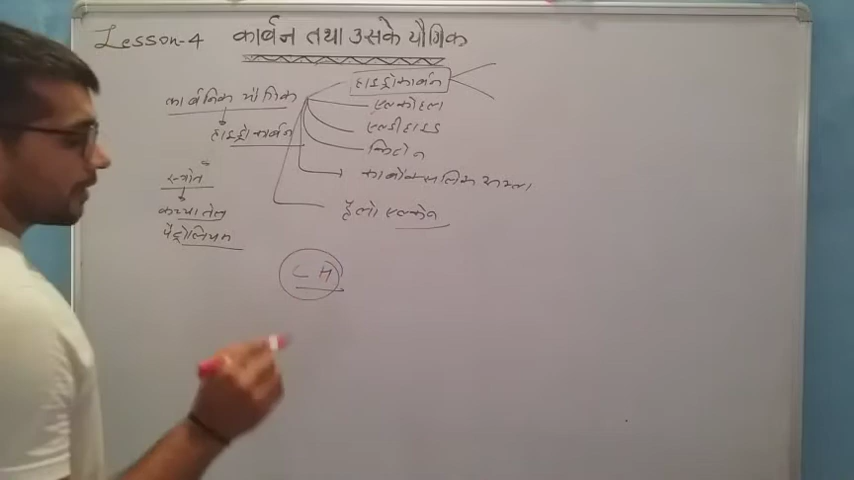 Lesson-4 कार्बन तथा उसके यौगिक
कार्बनिक यौगिक
हाइड्रोकार्बन
हाइड्रोकार्बन
एल्कोहल
एल्डीहाइड
किटोन
कार्बोक्सलिक अम्ल
हैलो एल्केन
स्त्रोत
कच्चा तेल
पैट्रोलियम
CH